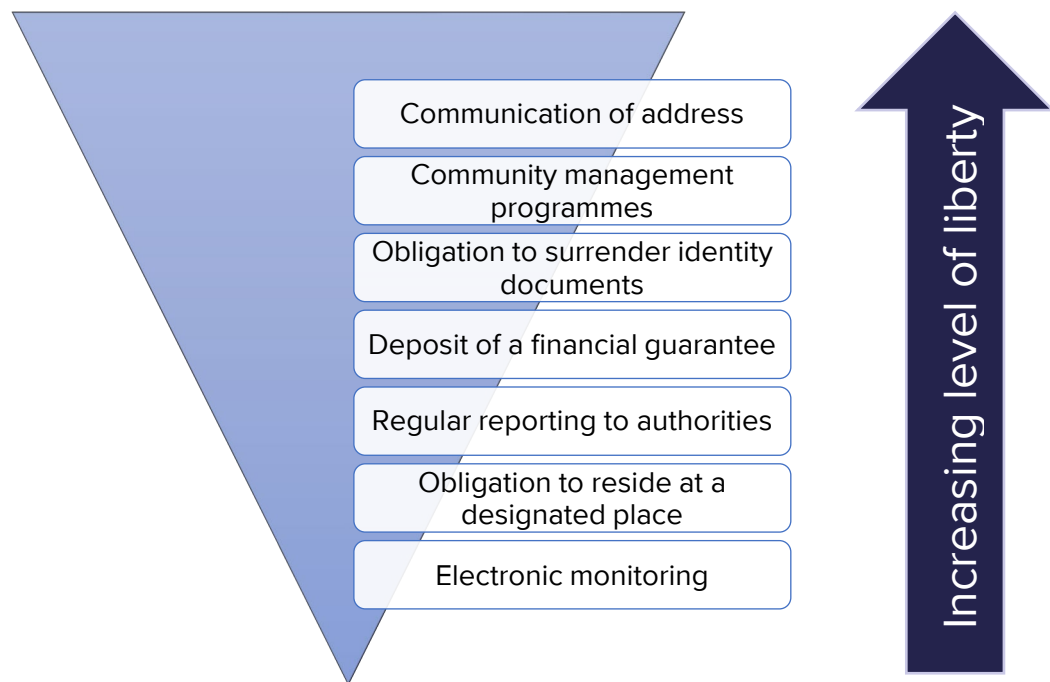 Communication of address
Community management
programmes
Obligation to surrender identity
documents
Deposit of a financial guarantee
Regular reporting to authorities
Obligation to reside at a
designated place
Electronic monitoring
Increasing level of liberty